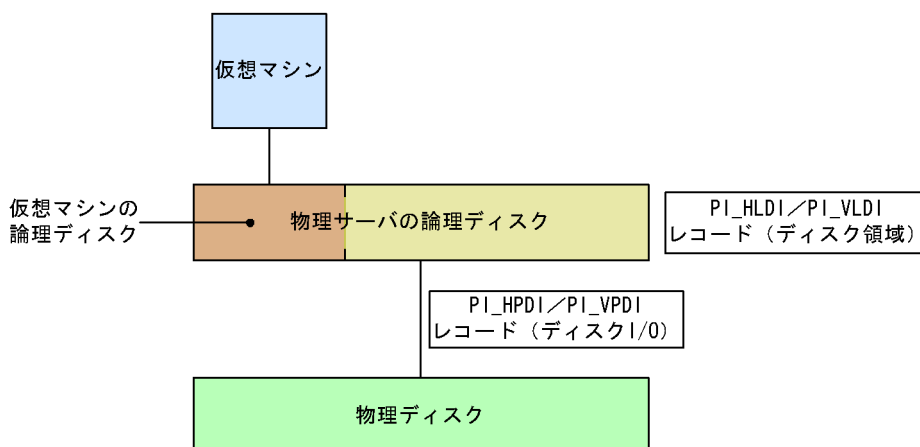 仮想マシン
仮想マシンの
論理ディスク
物理サーバの論理ディスク
PI_HLDI／PI_VLDI
レコード（ディスク領域）
PI_HPDI／PI_VPDI
レコード（ディスクI/O）
物理ディスク